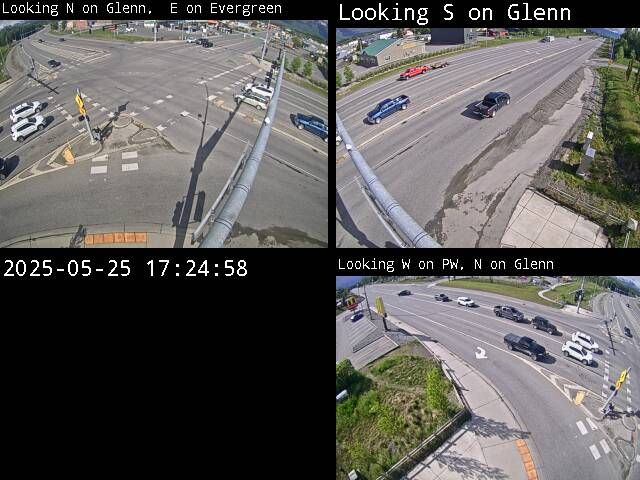 Looking N on Glenn,  E on Evergreen
Looking S on Glenn
2025-05-25 17:24:58
Looking W on PW, N on Glenn